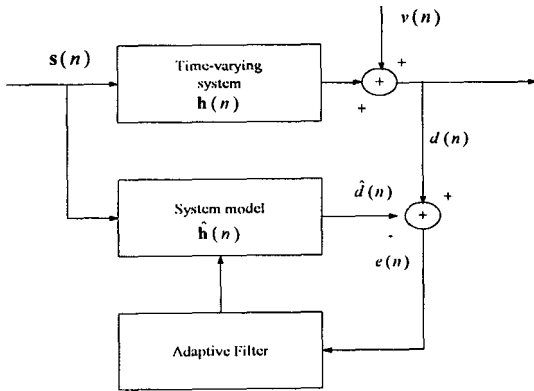 v(n)
s(n)
Time-varying
system
h(n)
+
+
+
d(n)
System model
ĥ(n)
d̂(n)
+
+
-
e(n)
Adaptive Filter